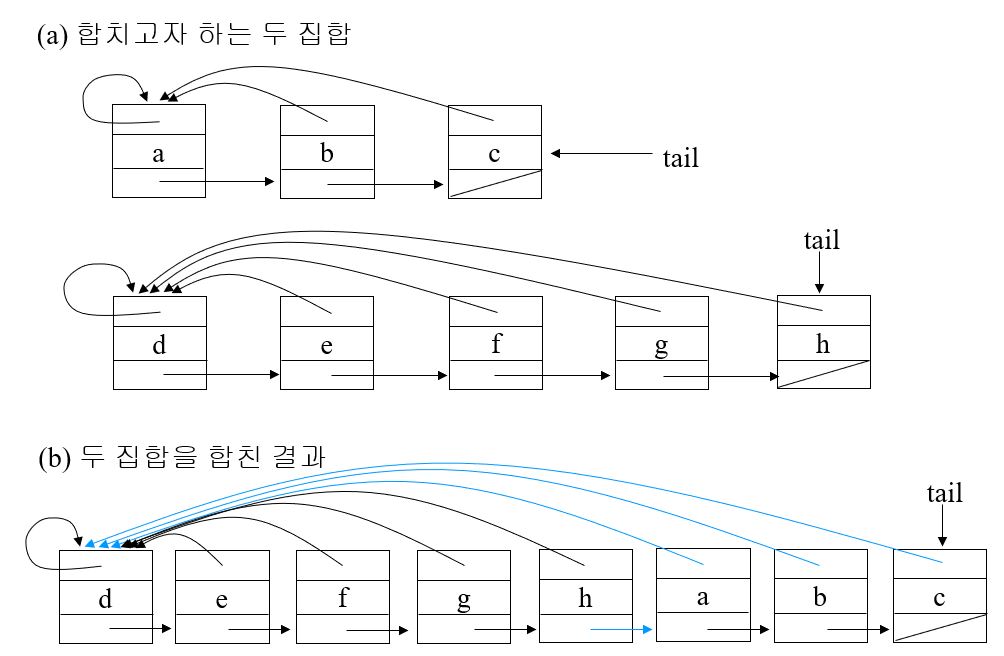 (a) 합치고자 하는 두 집합
a b c tail
tail
d e f g h
(b) 두 집합을 합친 결과
tail
d e f g h a b c